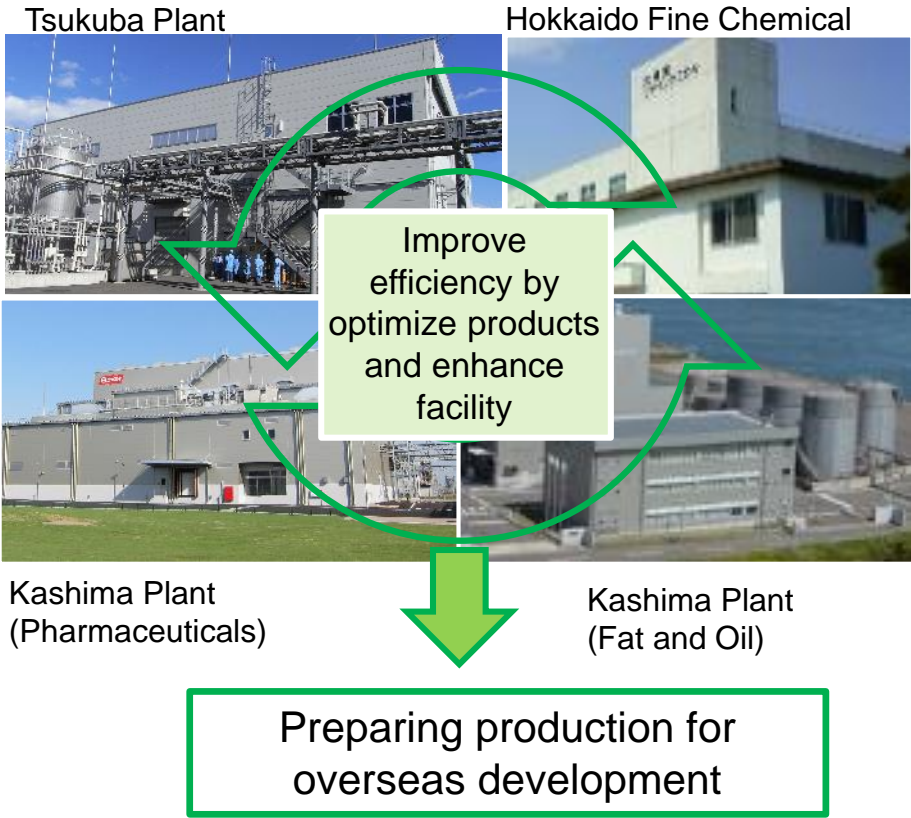 Tsukuba Plant
Hokkaido Fine Chemical
Improve
efficiency by
optimize products
and enhance
facility
Kashima Plant
(Pharmaceuticals)
Kashima Plant
(Fat and Oil)
Preparing production for
overseas development